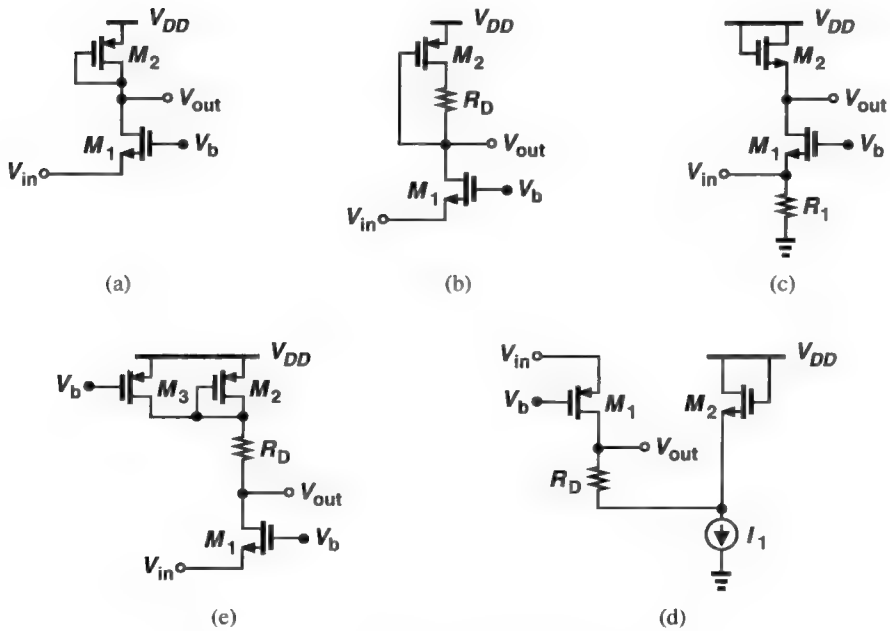 V_DD
M_2
V_out
M_1
V_b
V_in
(a)
V_DD
M_2
R_D
V_out
M_1
V_b
V_in
(b)
V_DD
M_2
V_out
M_1
V_b
V_in
R_1
(c)
V_DD
V_b
M_3
M_2
R_D
V_out
M_1
V_b
V_in
(e)
V_in
V_DD
V_b
M_1
M_2
V_out
R_D
I_1
(d)